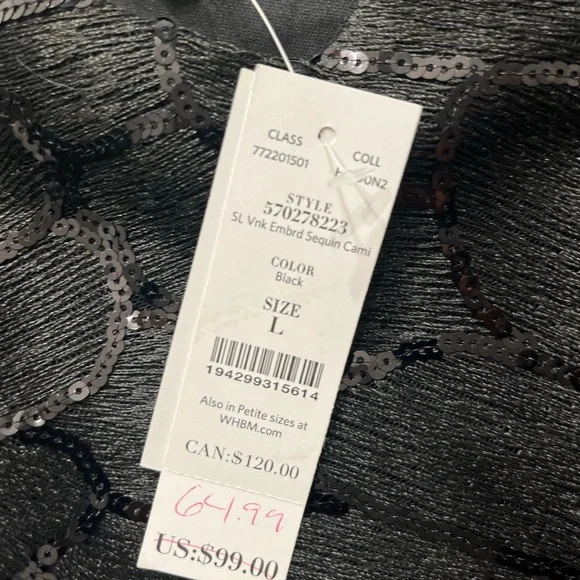 CLASS
772201501
COLL
STYLE
570278223
SL Vnk Embrd Sequin Cami
COLOR
Black
SIZE
L
194299315614
Also in Petite sizes at
WHBM.com
CAN:$120.00
64.99
US:$99.00